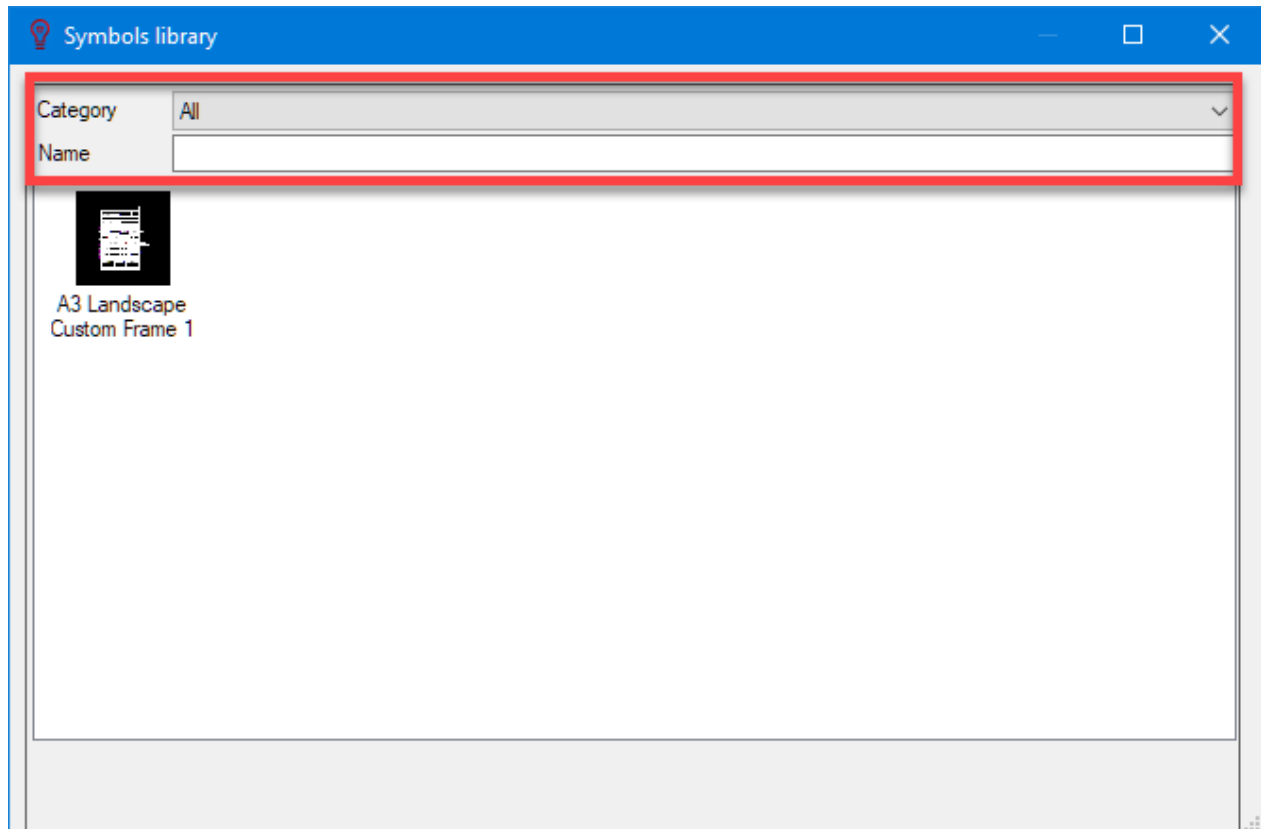 Symbols library
Category All
Name
A3 Landscape
Custom Frame 1